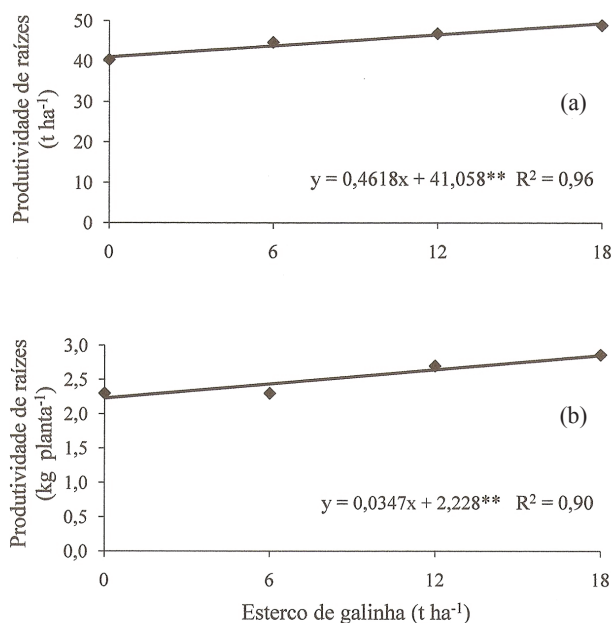 Produtividade de raízes
(t ha⁻¹)
50
40
30
20
10
0
(a)
y = 0,4618x + 41,058** R² = 0,96
0 6 12 18
Produtividade de raízes
(kg planta⁻¹)
3,0
2,5
2,0
1,5
1,0
0,5
0,0
(b)
y = 0,0347x + 2,228** R² = 0,90
0 6 12 18
Esterco de galinha (t ha⁻¹)